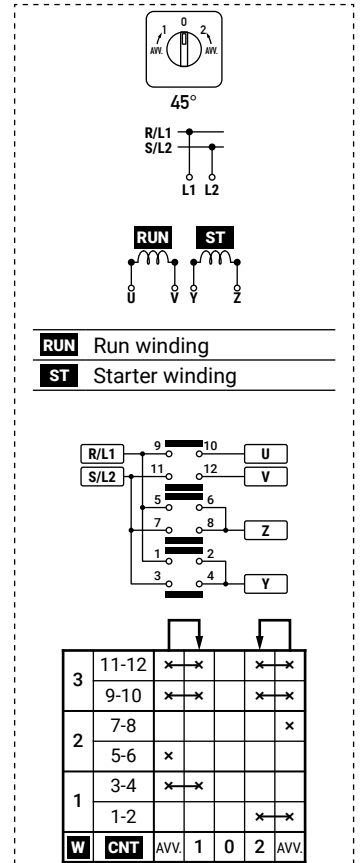 0
1 2
AVV. AVV.
45°
R/L1
S/L2
L1 L2
RUN ST
U V Y Z
RUN Run winding
ST Starter winding
R/L1 9 10 U
S/L2 11 12 V
5 6
7 8 Z
1 2
3 4 Y
3 11-12 × × × ×
9-10 × × × ×
2 7-8 ×
5-6 ×
1 3-4 × ×
1-2 × ×
W CNT AVV. 1 0 2 AVV.